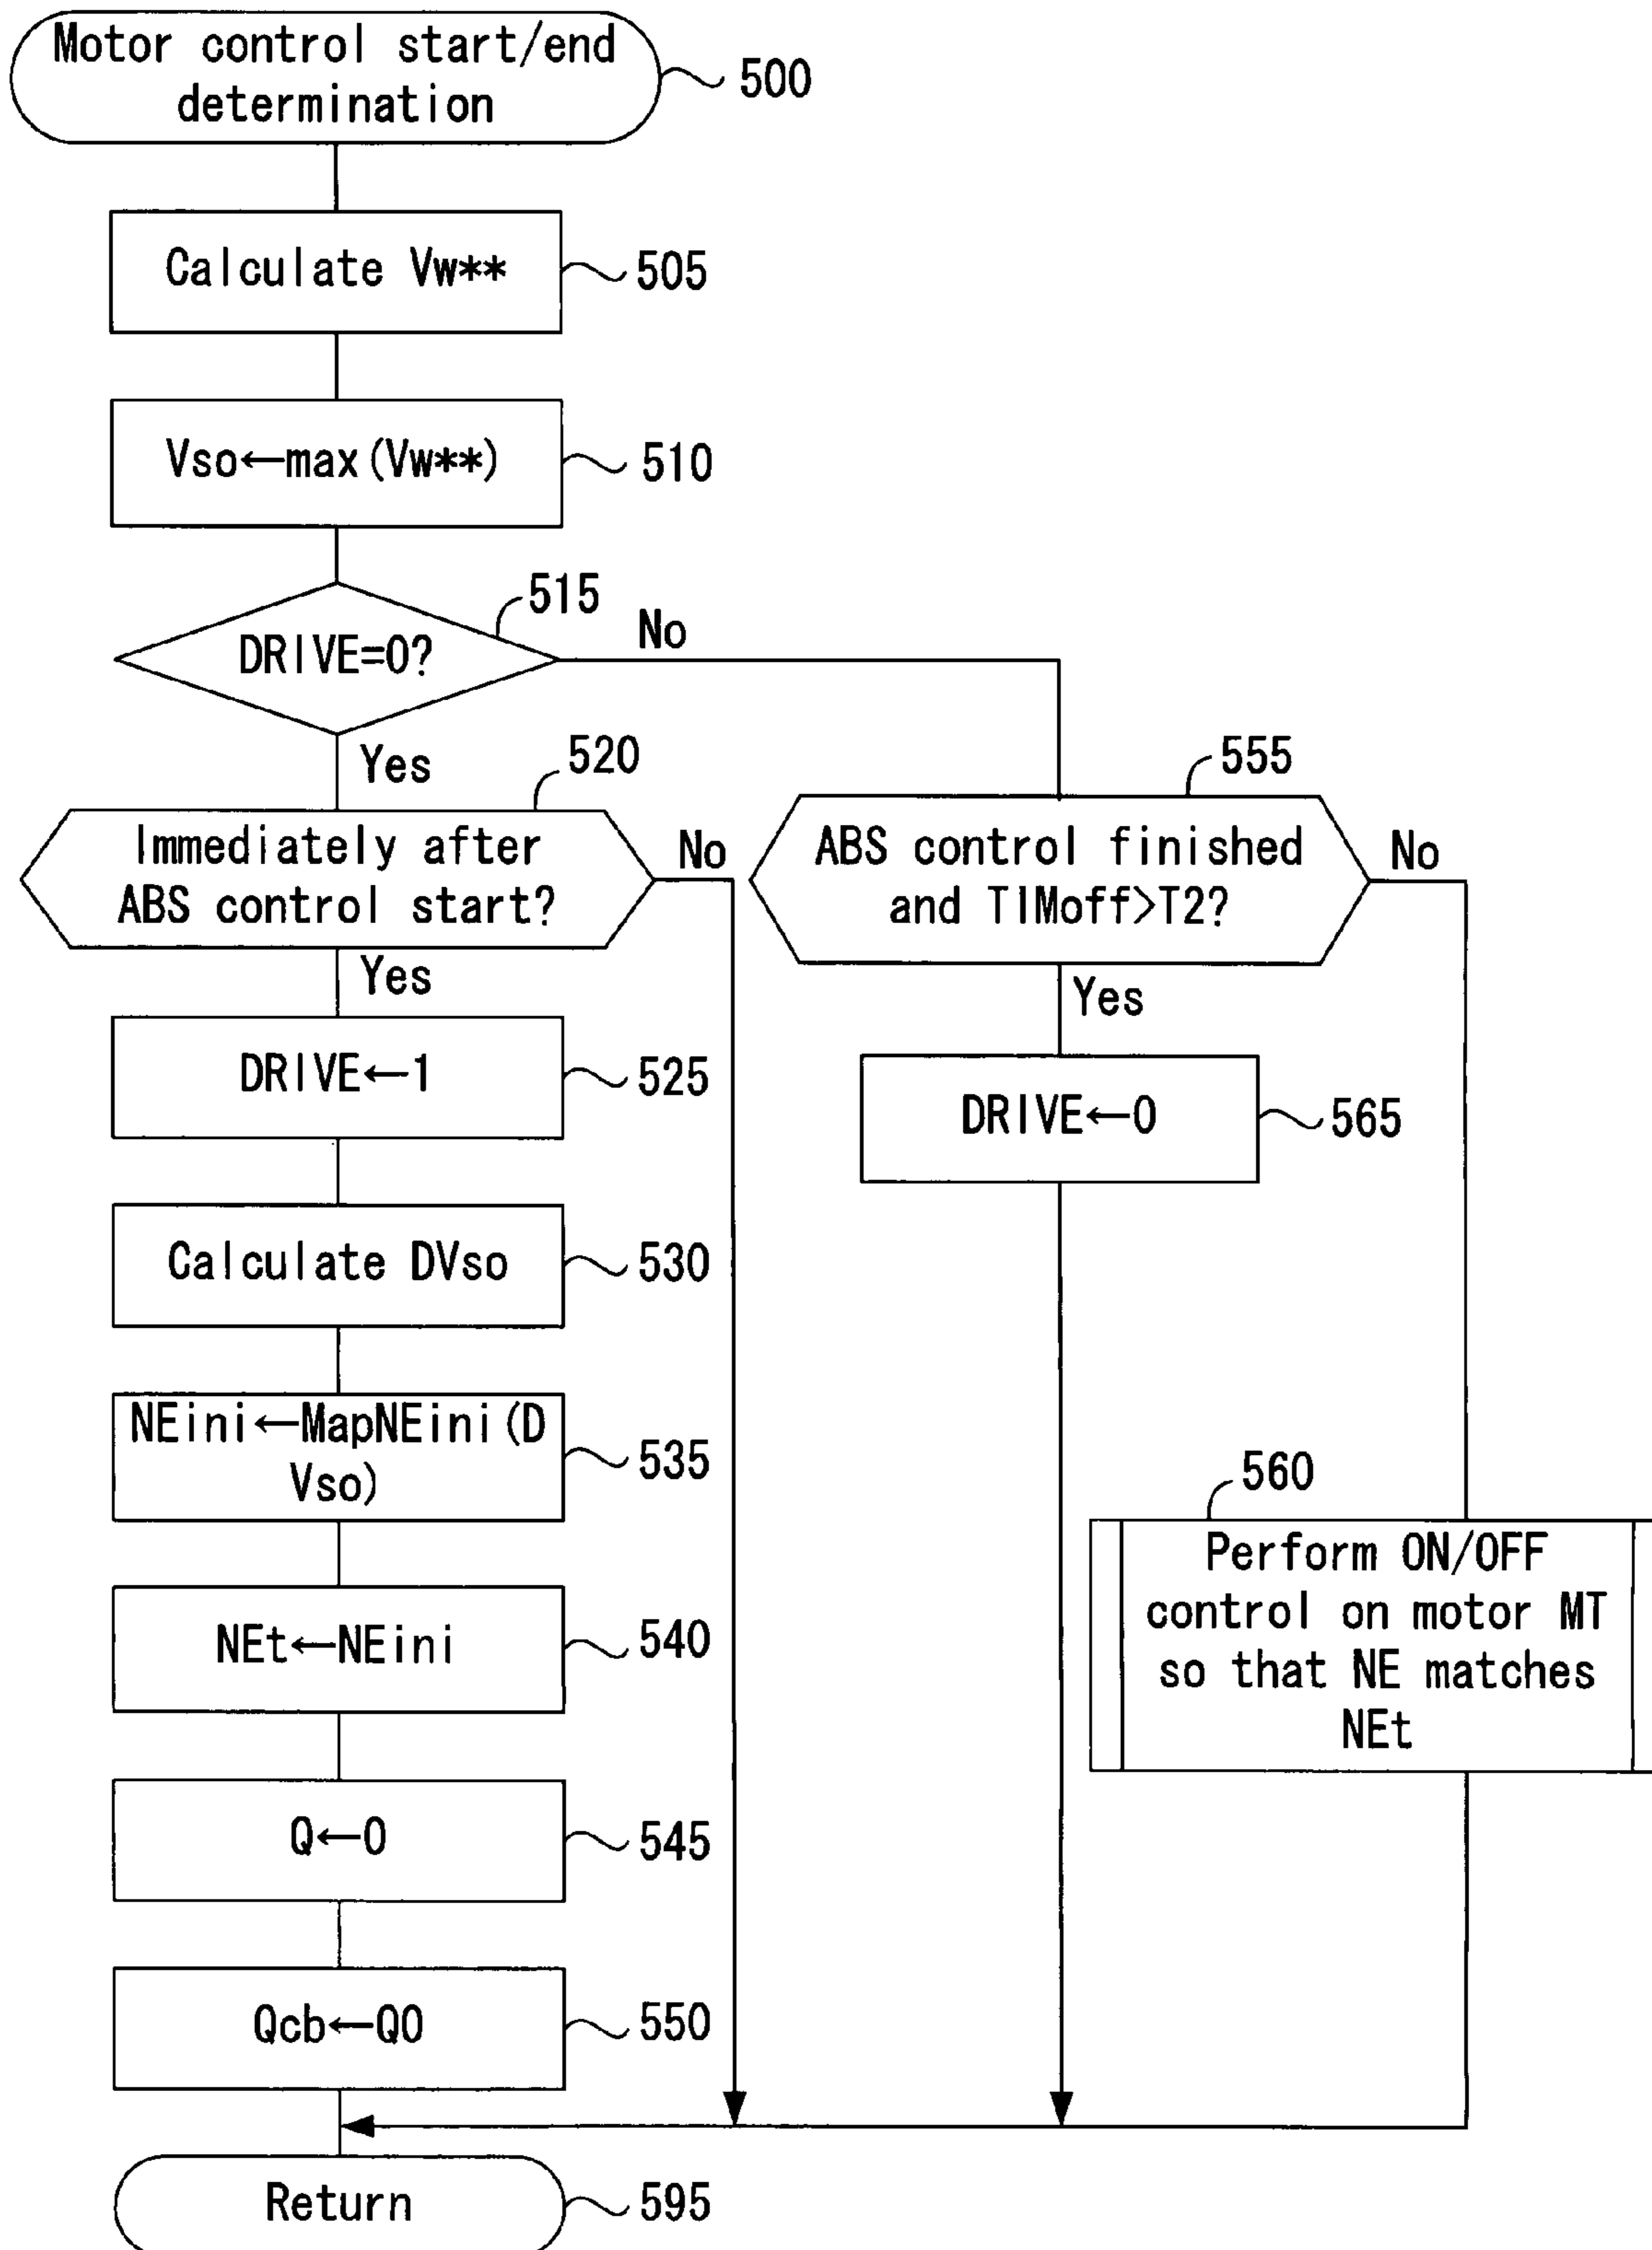 Motor control start/end
determination
500
Calculate Vw**
505
Vso←max(Vw**)
510
DRIVE=0?
515
No
Yes
Immediately after
ABS control start?
520
No
Yes
ABS control finished
and TIMoff>T2?
555
No
Yes
DRIVE←1
525
DRIVE←0
565
Calculate DVso
530
NEini←MapNEini(D
Vso)
535
NEt←NEini
540
Perform ON/OFF
control on motor MT
so that NE matches
NEt
560
Q←0
545
Qcb←Q0
550
Return
595